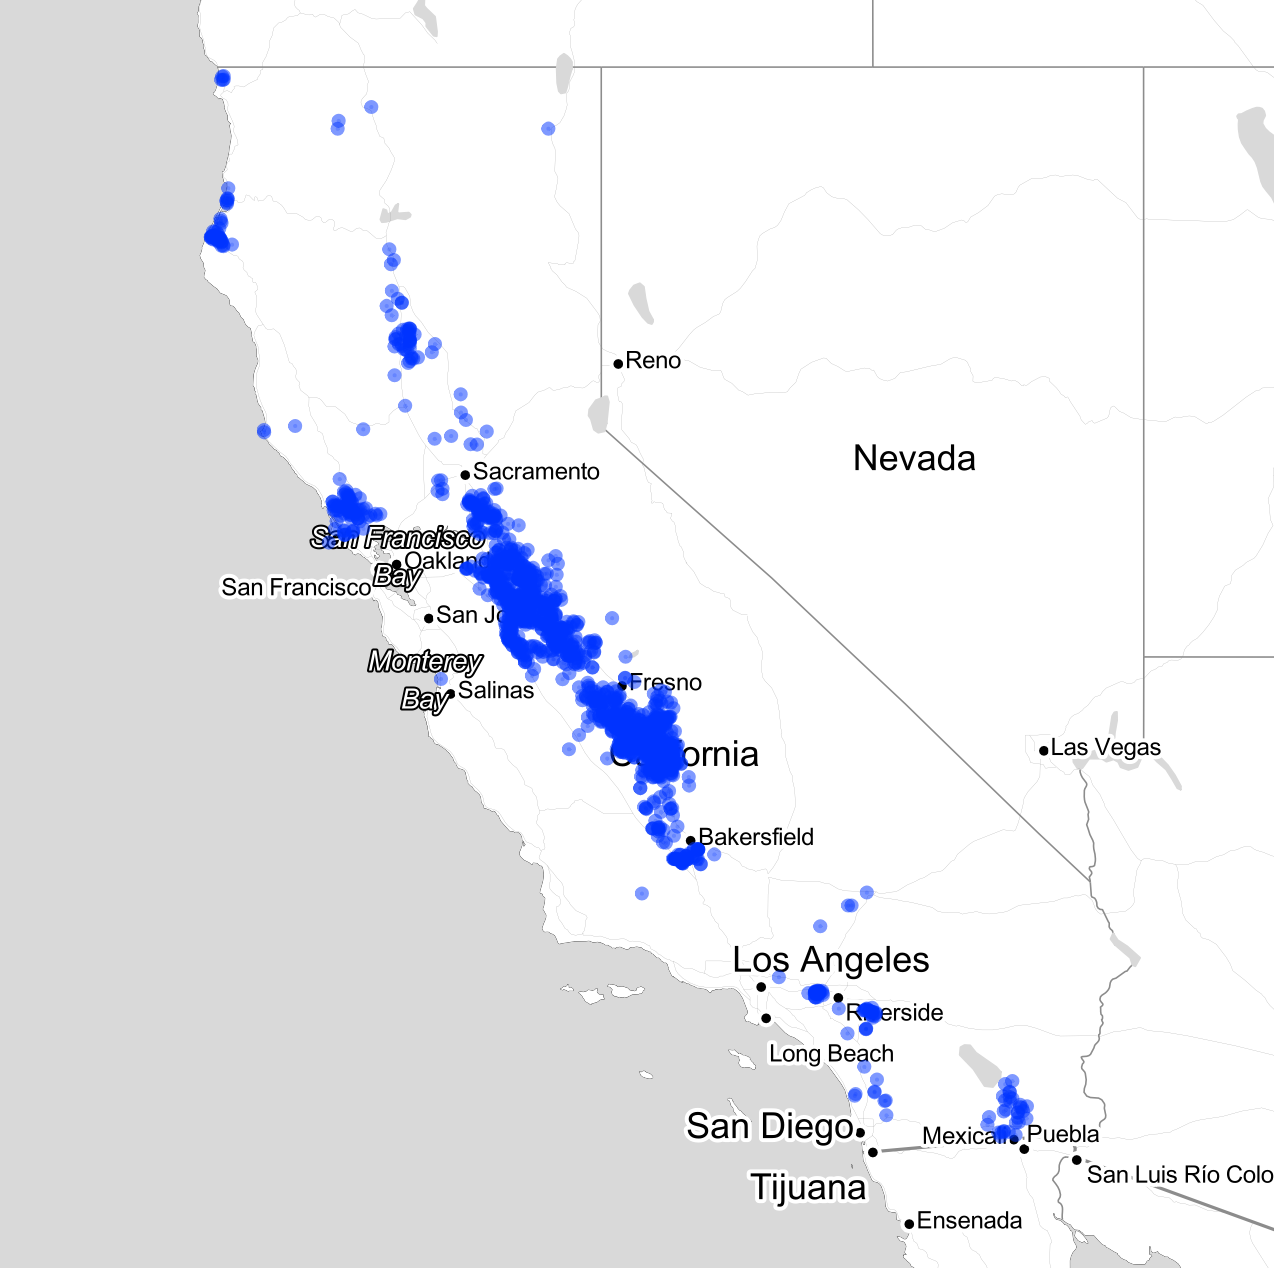 Reno
Nevada
Sacramento
San Francisco
Bay
Oakland
San Francisco
San Jo
Monterey
Bay
Salinas
Fresno
California
Las Vegas
Bakersfield
Los Angeles
Riverside
Long Beach
San Diego
Mexicali
Puebla
Tijuana
San Luis Río Colo
Ensenada